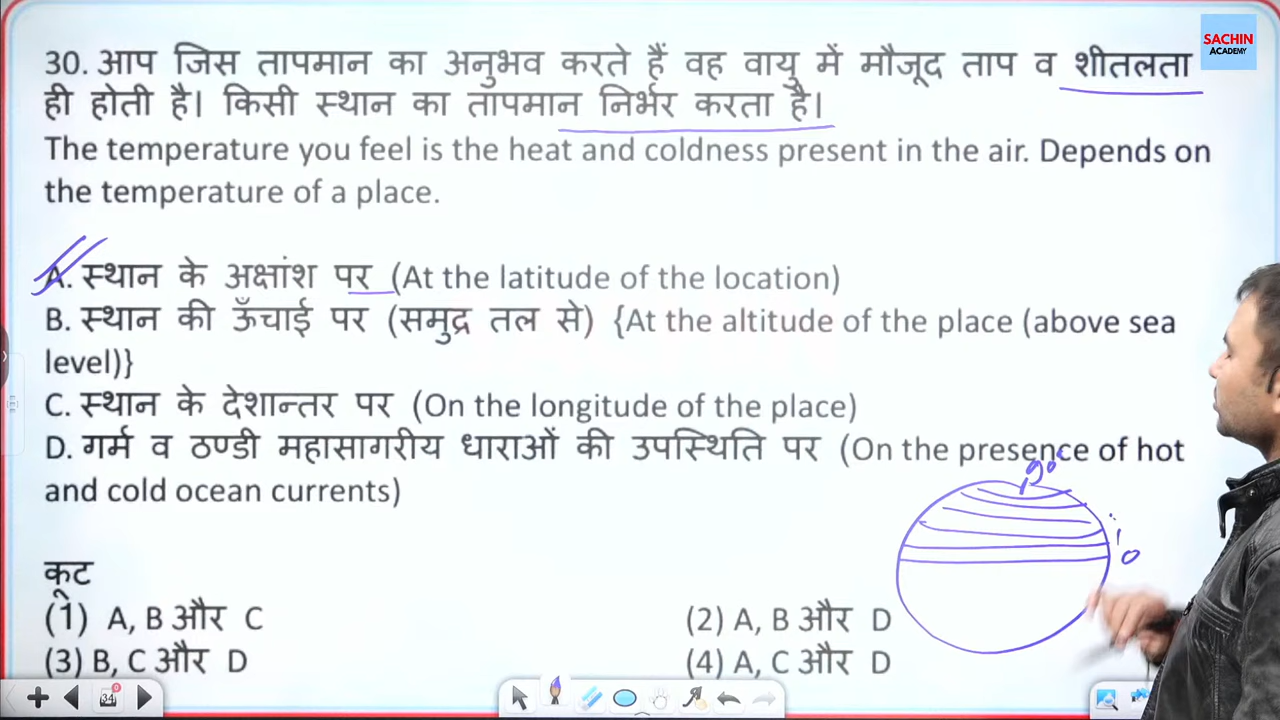 SACHIN
ACADEMY
30. आप जिस तापमान का अनुभव करते हैं वह वायु में मौजूद ताप व शीतलता
ही होती है। किसी स्थान का तापमान निर्भर करता है।
The temperature you feel is the heat and coldness present in the air. Depends on
the temperature of a place.
A. स्थान के अक्षांश पर (At the latitude of the location)
B. स्थान की ऊँचाई पर (समुद्र तल से) {At the altitude of the place (above sea
level)}
C. स्थान के देशान्तर पर (On the longitude of the place)
D. गर्म व ठण्डी महासागरीय धाराओं की उपस्थिति पर (On the presence of hot
and cold ocean currents)
90°
0
कूट
(1) A, B और C
(2) A, B और D
(3) B, C और D
(4) A, C और D
34